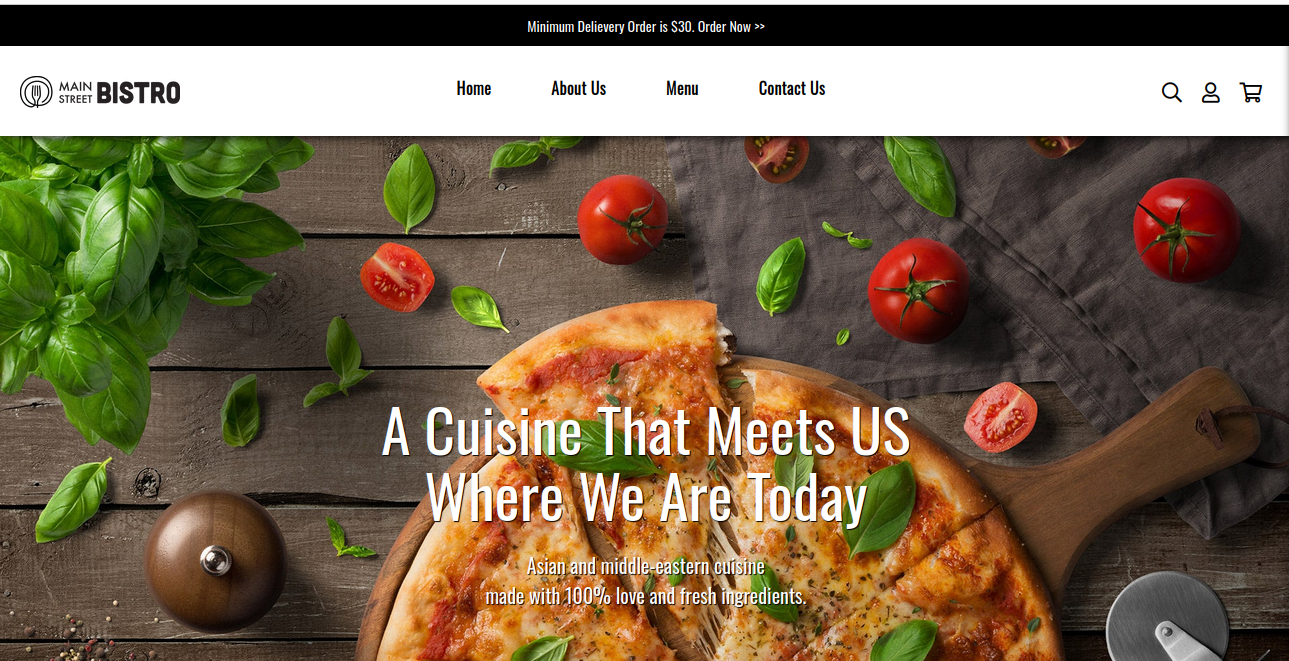 Minimum Delievery Order is $30. Order Now >>
MAIN STREET BISTRO
Home
About Us
Menu
Contact Us
A Cuisine That Meets US
Where We Are Today
Asian and middle-eastern cuisine
made with 100% love and fresh ingredients.